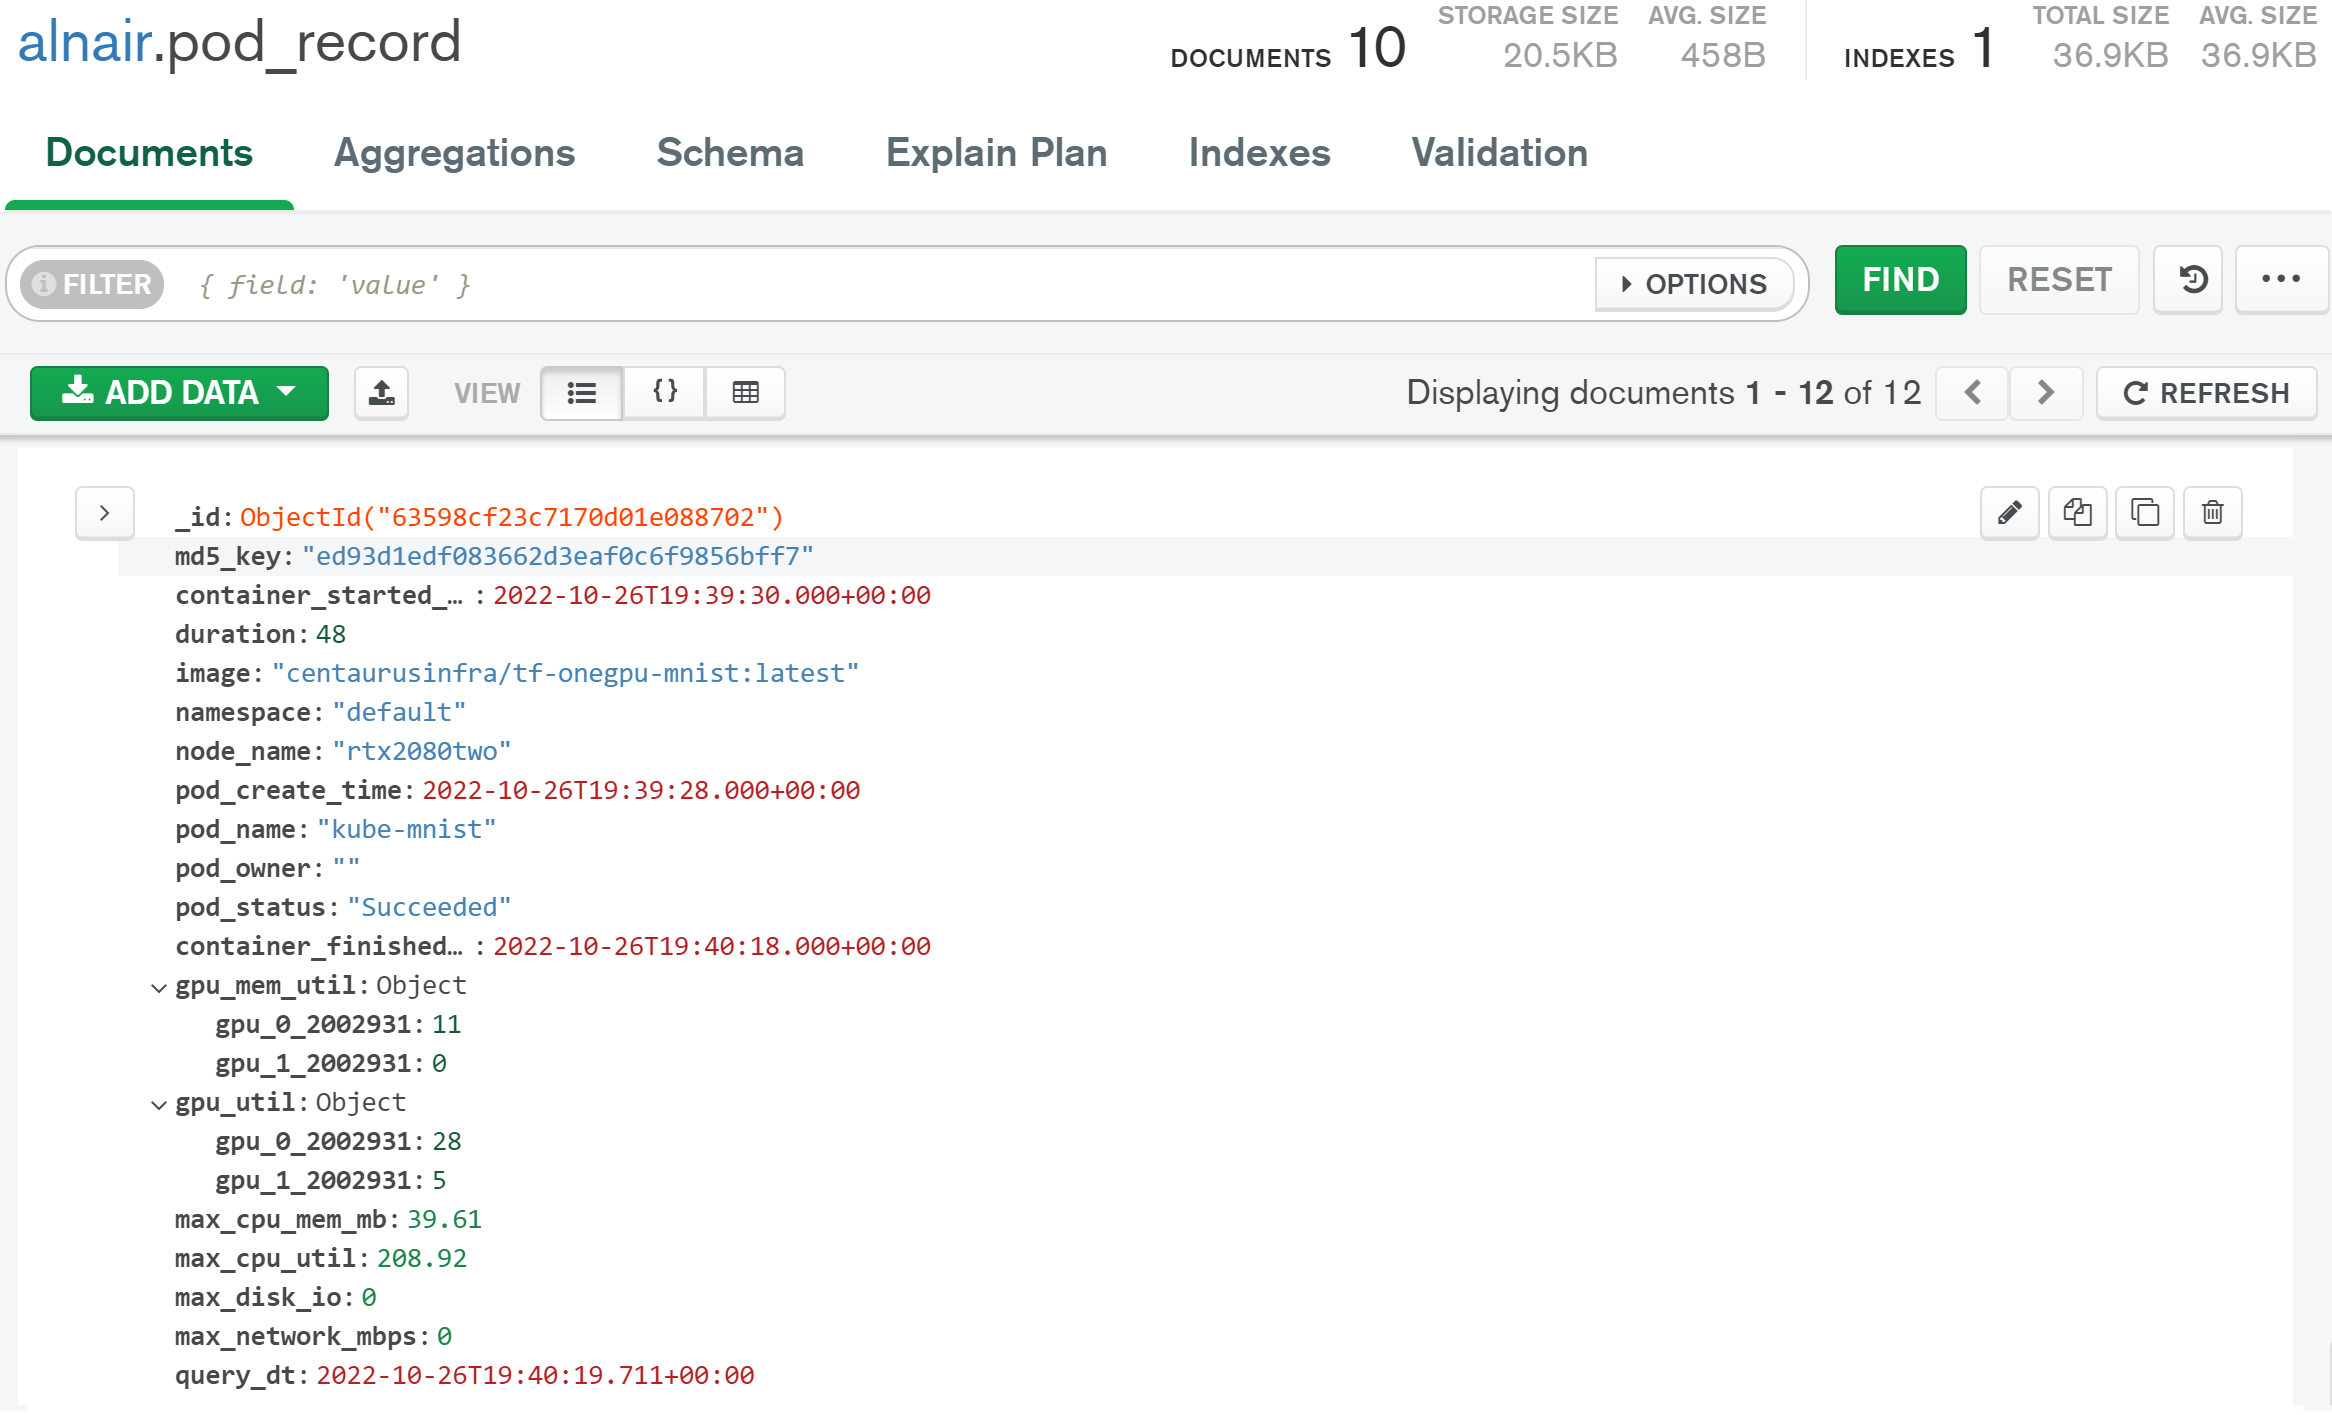 alnair.pod_record
DOCUMENTS 10
STORAGE SIZE
20.5KB
AVG. SIZE
458B
INDEXES 1
TOTAL SIZE
36.9KB
AVG. SIZE
36.9KB
Documents Aggregations Schema Explain Plan Indexes Validation
FILTER { field: 'value' } OPTIONS FIND RESET ···
ADD DATA VIEW {} Displaying documents 1 - 12 of 12 REFRESH
_id: ObjectId("63598cf23c7170d01e088702")
md5_key: "ed93d1edf083662d3eaf0c6f9856bff7"
container_started_… : 2022-10-26T19:39:30.000+00:00
duration: 48
image: "centaurusinfra/tf-onegpu-mnist:latest"
namespace: "default"
node_name: "rtx2080two"
pod_create_time: 2022-10-26T19:39:28.000+00:00
pod_name: "kube-mnist"
pod_owner: ""
pod_status: "Succeeded"
container_finished… : 2022-10-26T19:40:18.000+00:00
gpu_mem_util: Object
gpu_0_2002931: 11
gpu_1_2002931: 0
gpu_util: Object
gpu_0_2002931: 28
gpu_1_2002931: 5
max_cpu_mem_mb: 39.61
max_cpu_util: 208.92
max_disk_io: 0
max_network_mbps: 0
query_dt: 2022-10-26T19:40:19.711+00:00